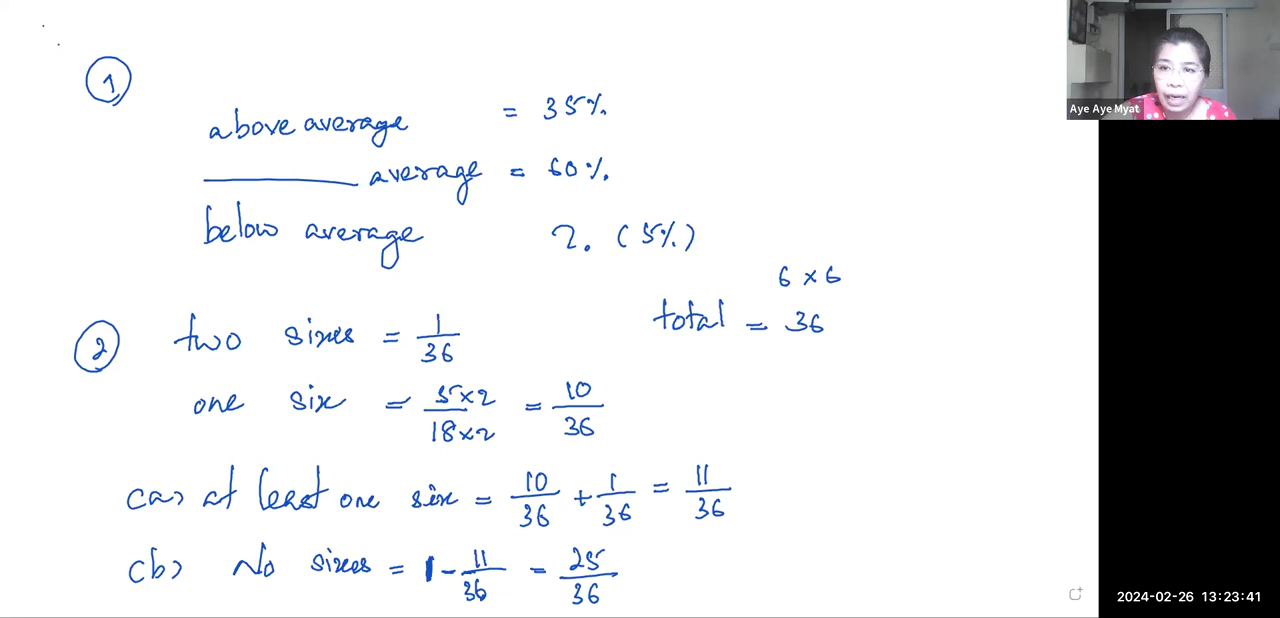 1
above average = 35%
average = 60%
below average ?. (5%)
6 × 6
total = 36
2 two sixes = 1/36
one six = 5×2/18×2 = 10/36
(a) at least one six = 10/36 + 1/36 = 11/36
(b) No sixes = 1 - 11/36 = 25/36
Aye Aye Myat
2024-02-26 13:23:41